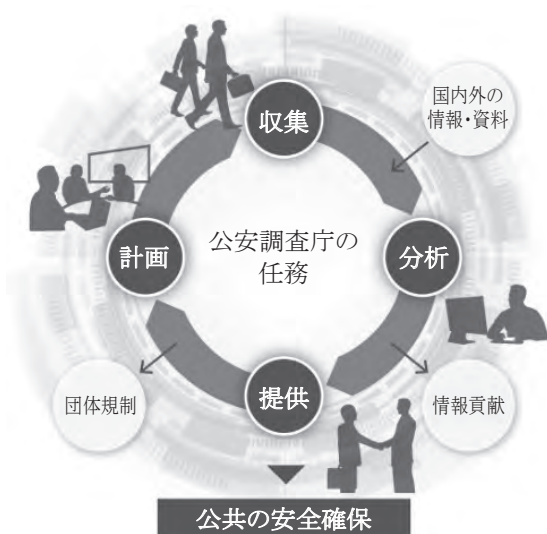 収集
国内外の
情報・資料
計画
公安調査庁の
任務
分析
団体規制
提供
情報貢献
公共の安全確保